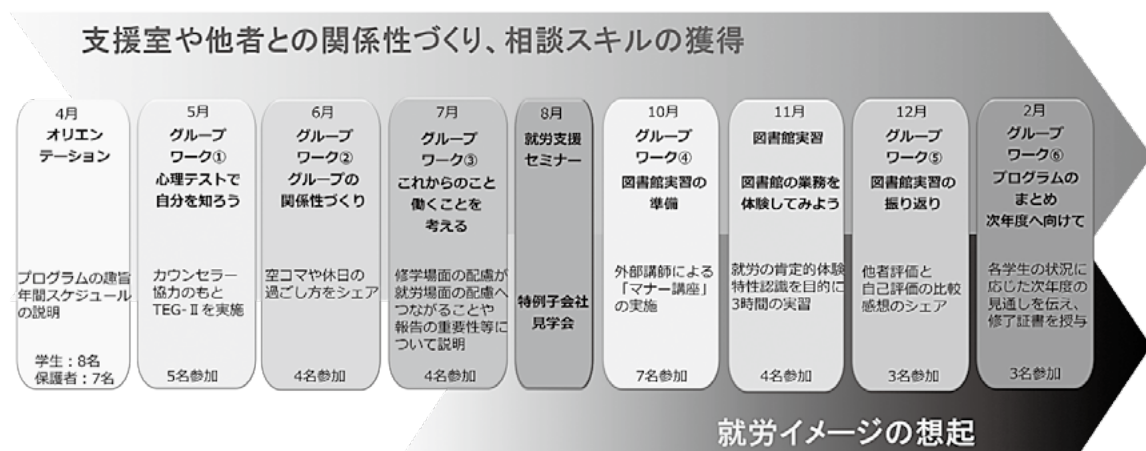 支援室や他者との関係性づくり、相談スキルの獲得
4月
オリエン
テーション
プログラムの趣旨
年間スケジュール
の説明
学生：8名
保護者：7名
5月
グループ
ワーク①
心理テストで
自分を知ろう
カウンセラー
協力のもと
TEG-Ⅱを実施
5名参加
6月
グループ
ワーク②
グループの
関係性づくり
空コマや休日の
過ごし方をシェア
4名参加
7月
グループ
ワーク③
これからのこと
働くことを
考える
修学場面の配慮が
就労場面の配慮へ
つながることや
報告の重要性等に
ついて説明
4名参加
8月
就労支援
セミナー
特例子会社
見学会
10月
グループ
ワーク④
図書館実習の
準備
外部講師による
「マナー講座」
の実施
7名参加
11月
図書館実習
図書館の業務を
体験してみよう
就労の肯定的体験
特性認識を目的に
3時間の実習
4名参加
12月
グループ
ワーク⑤
図書館実習の
振り返り
他者評価と
自己評価の比較
感想のシェア
3名参加
2月
グループ
ワーク⑥
プログラムの
まとめ
次年度へ向けて
各学生の状況に
応じた次年度の
見通しを伝え、
修了証書を授与
3名参加
就労イメージの想起